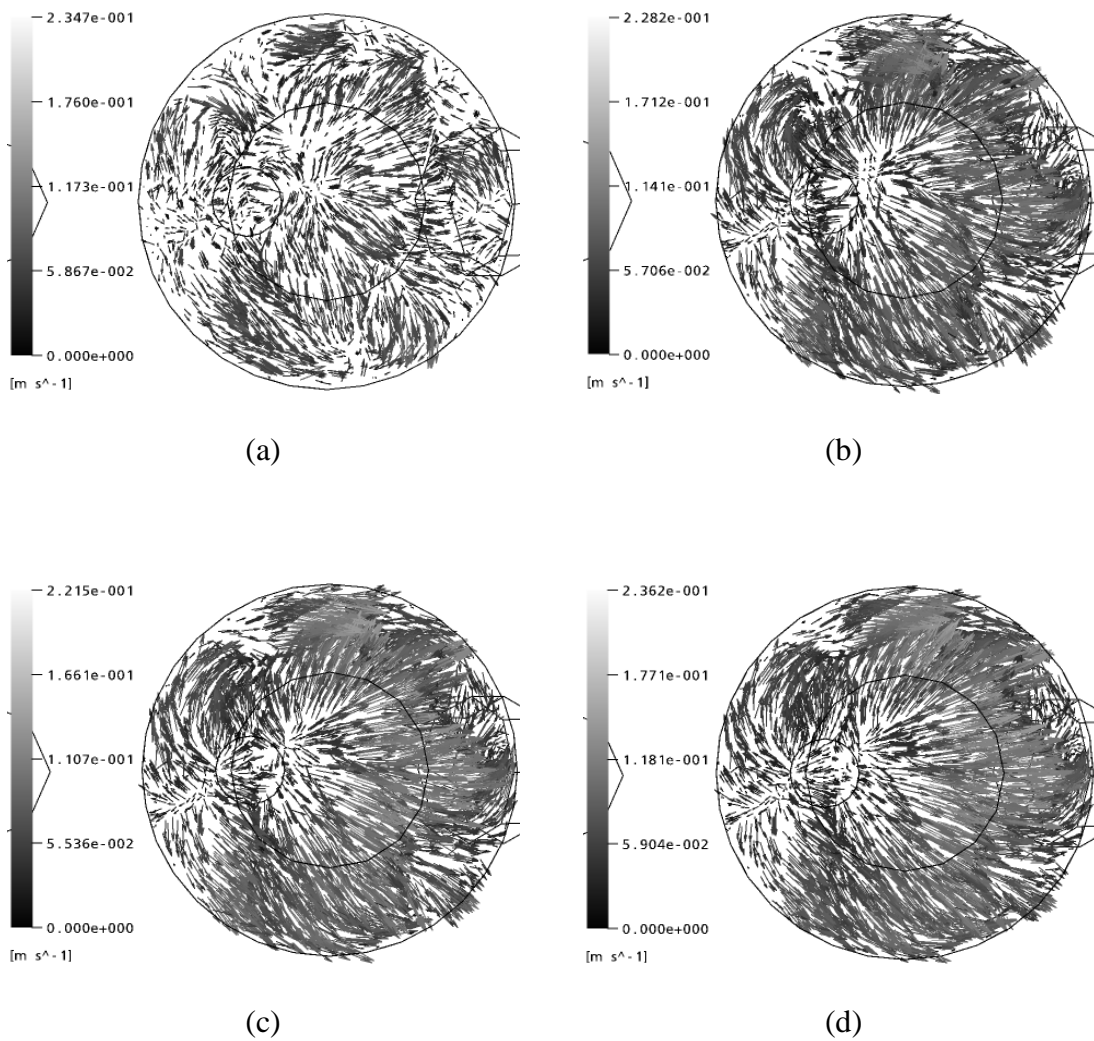 2.347e-001
1.760e-001
1.173e-001
5.867e-002
0.000e+000
[m s^-1]
(a)
2.282e-001
1.712e-001
1.141e-001
5.706e-002
0.000e+000
[m s^-1]
(b)
2.215e-001
1.661e-001
1.107e-001
5.536e-002
0.000e+000
[m s^-1]
(c)
2.362e-001
1.771e-001
1.181e-001
5.904e-002
0.000e+000
[m s^-1]
(d)